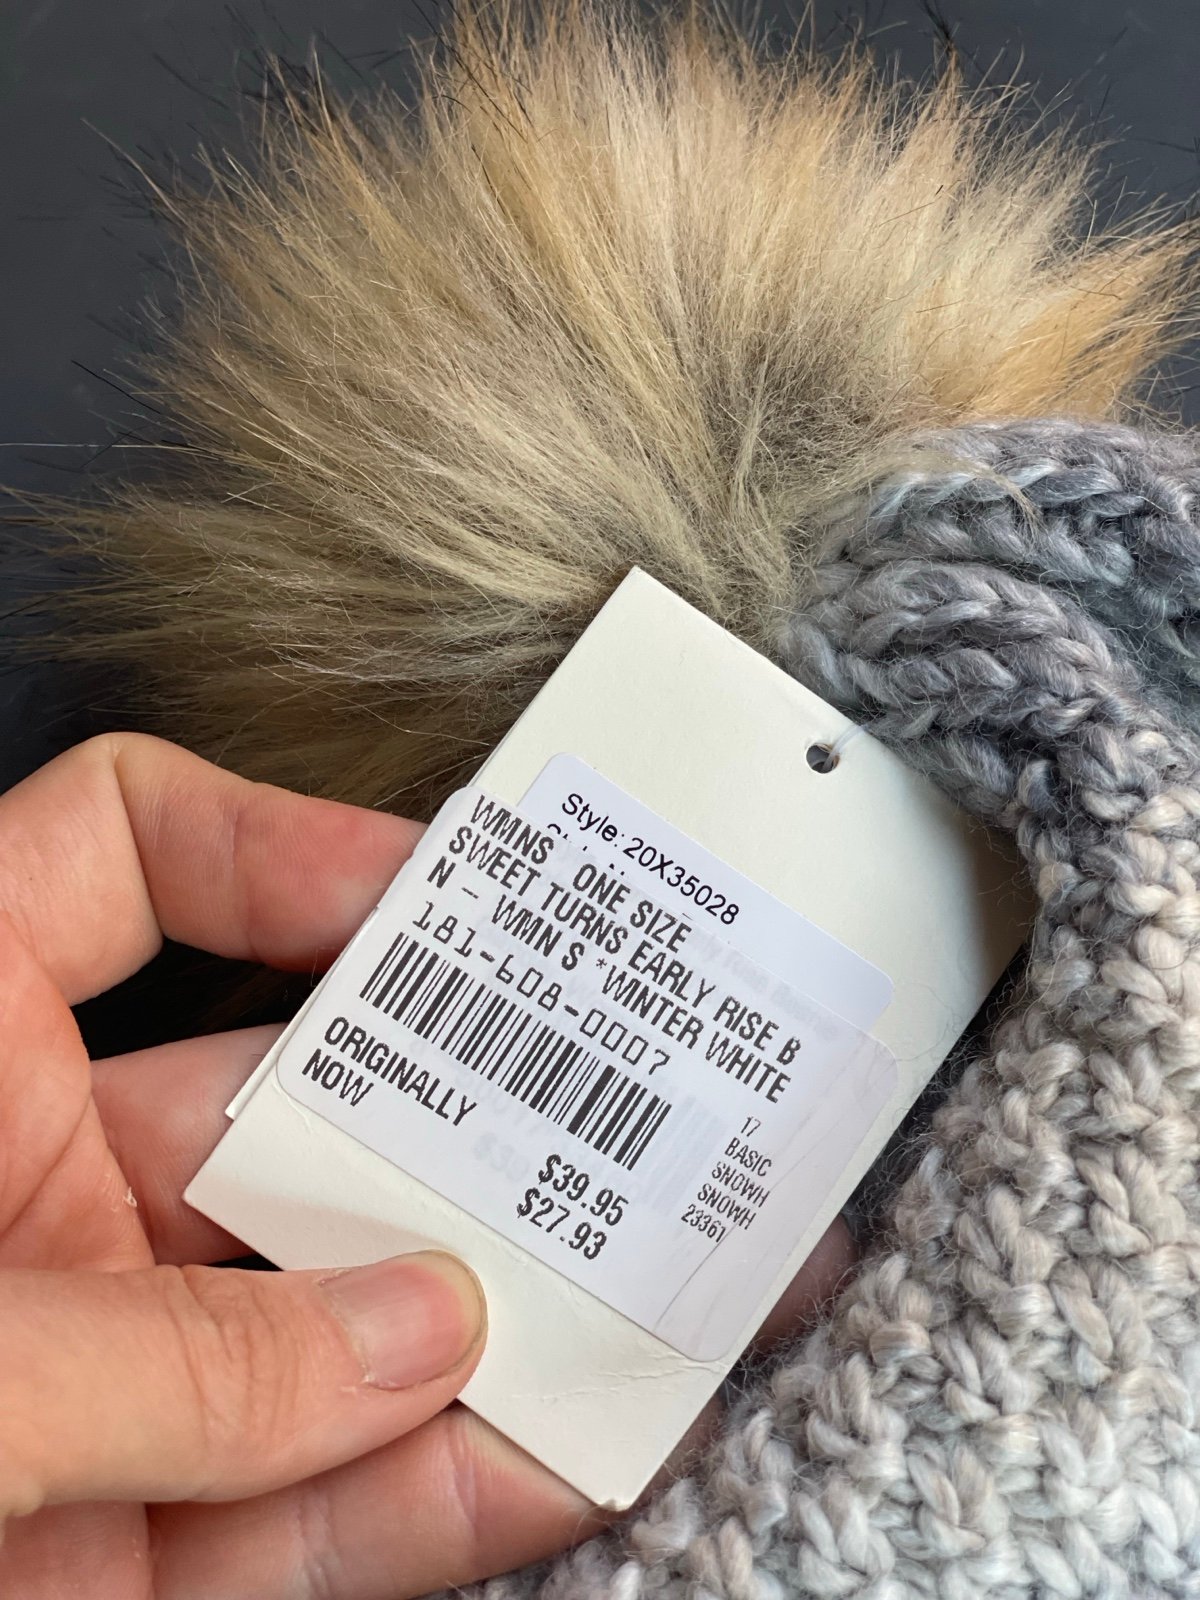 Style: 20X35028
WMNS ONE SIZE
SWEET TURNS EARLY RISE B
N - WMN S *WINTER WHITE
181-608-0007
17
BASIC
SNOWH
SNOWH
23361
ORIGINALLY $39.95
NOW $27.93